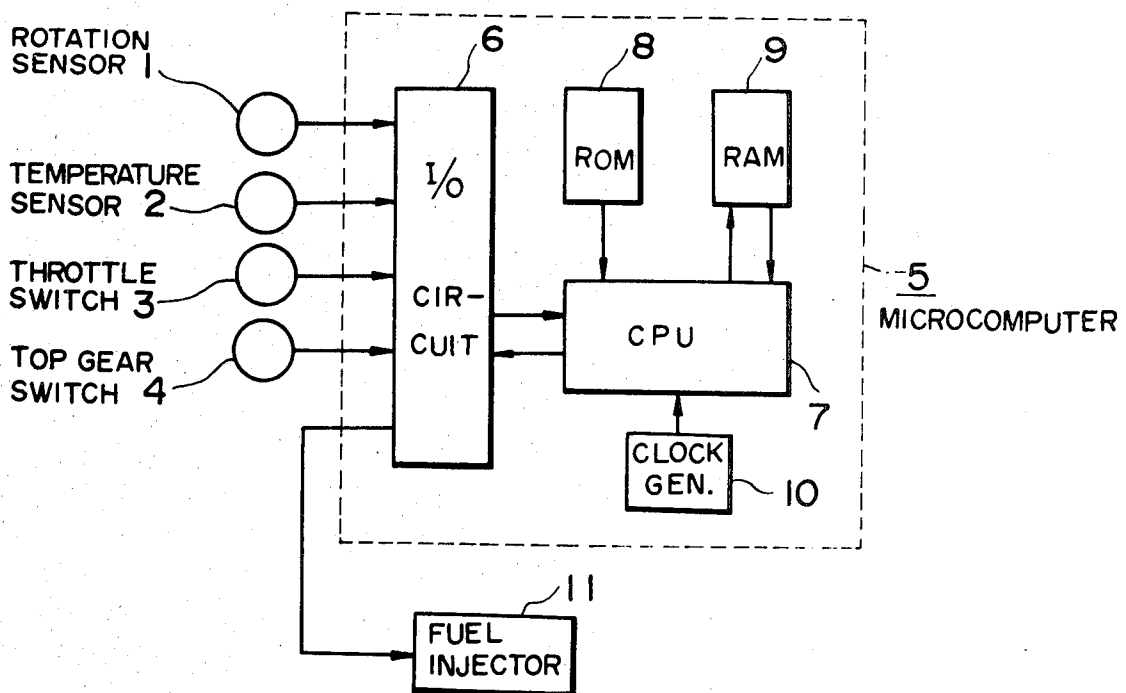 ROTATION
SENSOR 1
TEMPERATURE
SENSOR 2
THROTTLE
SWITCH 3
TOP GEAR
SWITCH 4
6
I/O
CIR-
CUIT
8
ROM
9
RAM
CPU
7
CLOCK
GEN.
10
5
MICROCOMPUTER
11
FUEL
INJECTOR